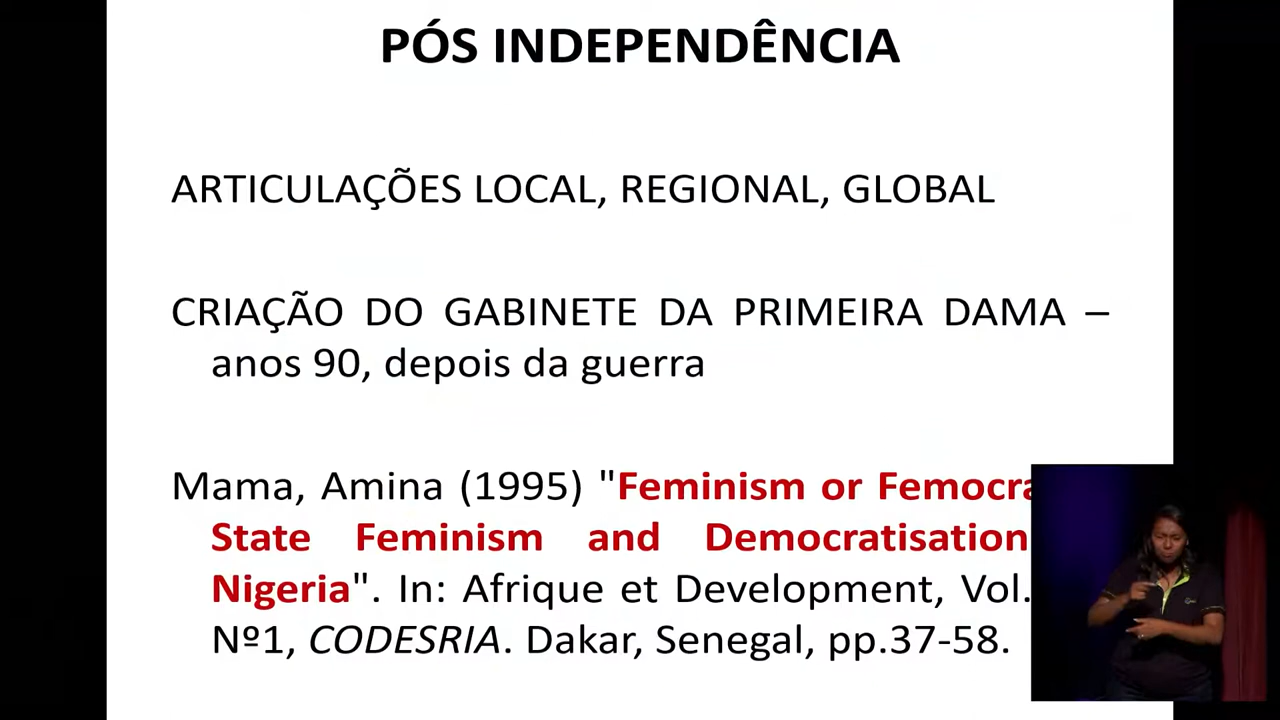 PÓS INDEPENDÊNCIA
ARTICULAÇÕES LOCAL, REGIONAL, GLOBAL
CRIAÇÃO DO GABINETE DA PRIMEIRA DAMA –
anos 90, depois da guerra
Mama, Amina (1995) "Feminism or
State Feminism and Democratisation
Nigeria". In: Afrique et Development, Vol.
Nº1, CODESRIA. Dakar, Senegal, pp.37-58.